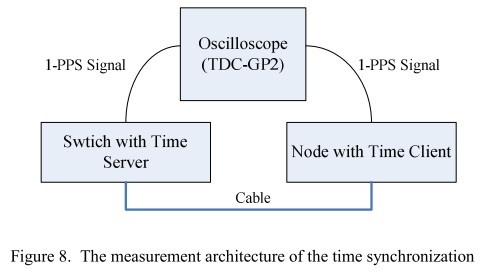 Oscilloscope
(TDC-GP2)
1-PPS Signal
1-PPS Signal
Swtich with Time
Server
Node with Time Client
Cable
Figure 8. The measurement architecture of the time synchronization